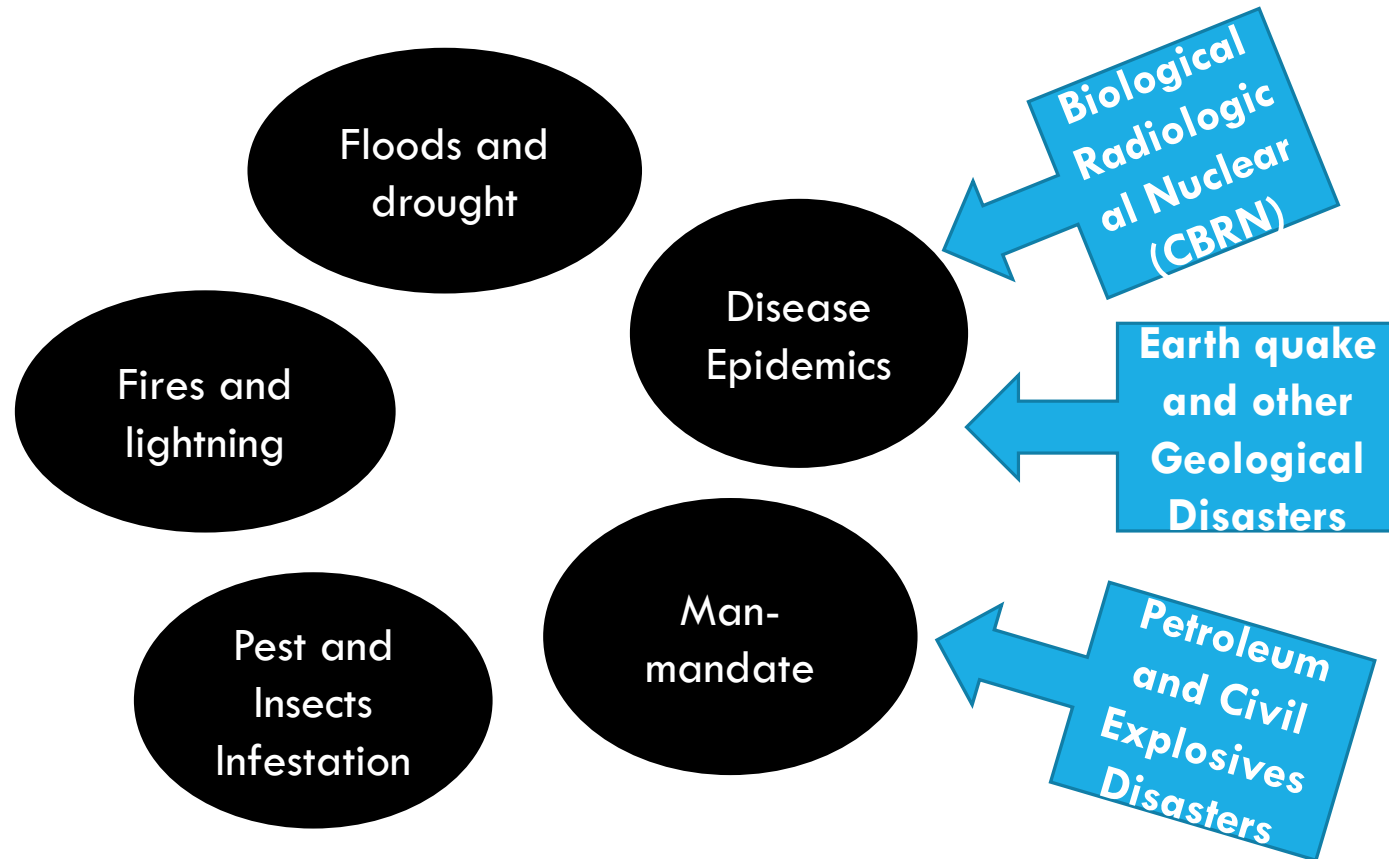 Floods and
drought
Disease
Epidemics
Fires and
lightning
Man-
mandate
Pest and
Insects
Infestation
Biological
Radiologic
al Nuclear
(CBRN)
Earth quake
and other
Geological
Disasters
Petroleum
and Civil
Explosives
Disasters